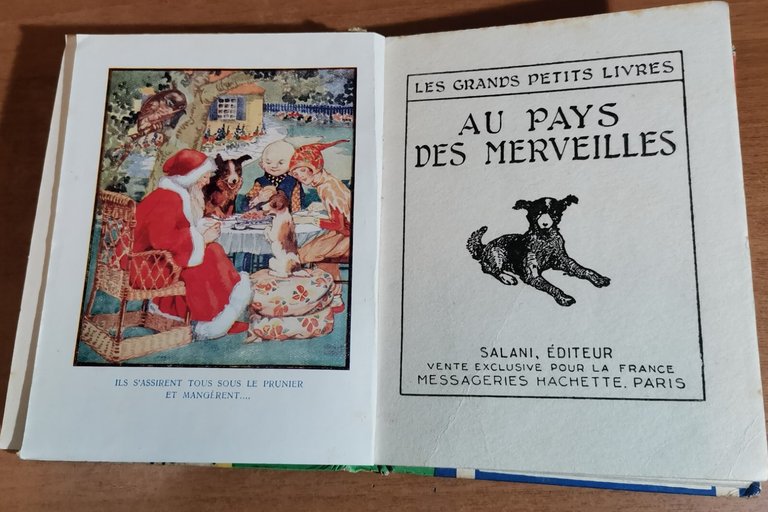 ILS S'ASSIRENT TOUS SOUS LE PRUNIER
ET MANGÈRENT....
LES GRANDS PETITS LIVRES
AU PAYS
DES MERVEILLES
SALANI, ÉDITEUR
VENTE EXCLUSIVE POUR LA FRANCE
MESSAGERIES HACHETTE, PARIS